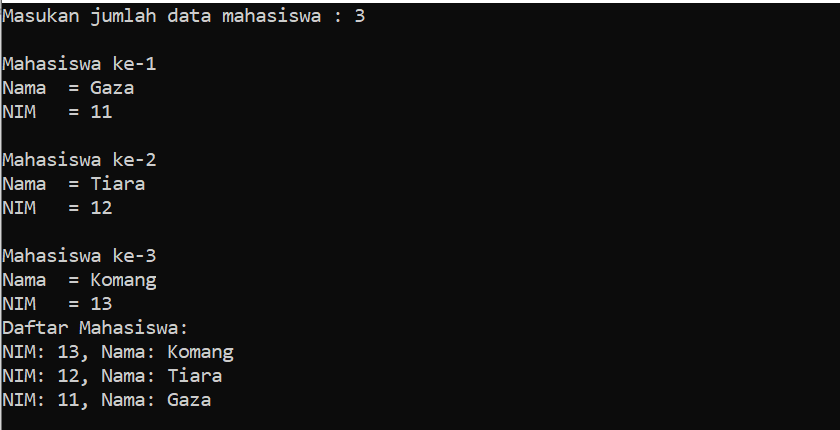 Masukan jumlah data mahasiswa : 3
Mahasiswa ke-1
Nama  = Gaza
NIM   = 11
Mahasiswa ke-2
Nama  = Tiara
NIM   = 12
Mahasiswa ke-3
Nama  = Komang
NIM   = 13
Daftar Mahasiswa:
NIM: 13, Nama: Komang
NIM: 12, Nama: Tiara
NIM: 11, Nama: Gaza